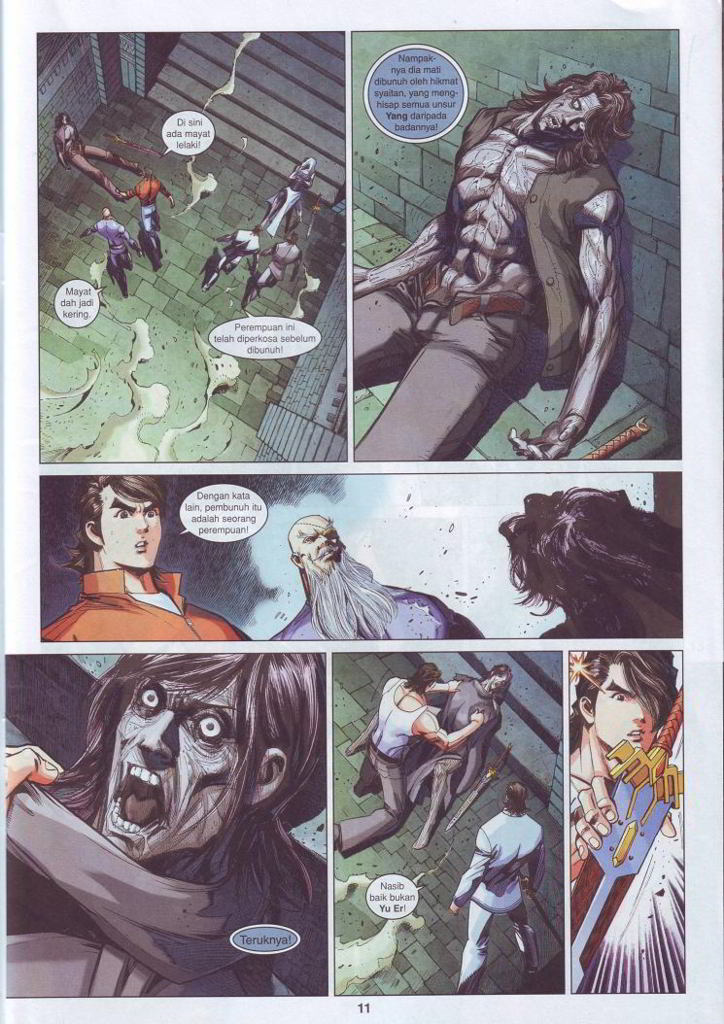 Di sini
ada mayat
lelaki!
Mayat
dah jadi
kering.
Perempuan ini
telah diperkosa sebelum
dibunuh!
Nampak-
nya dia mati
dibunuh oleh hikmat
syaitan, yang meng-
hisap semua unsur
Yang daripada
badannya!
Dengan kata
lain, pembunuh itu
adalah seorang
perempuan!
Teruknya!
Nasib
baik bukan
Yu Er!
11